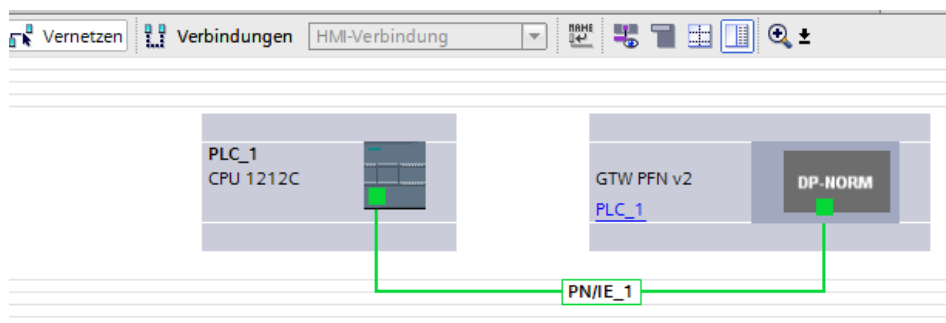 Vernetzen Verbindungen HMI-Verbindung
PLC_1
CPU 1212C
GTW PFN v2
PLC_1
DP-NORM
PN/IE_1